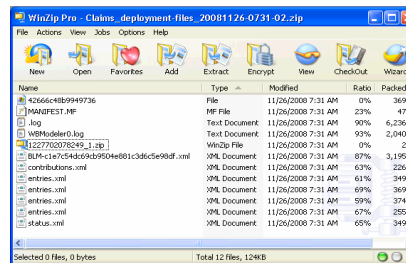 WinZip Pro - Claims_deployment-files_20081126-0731-02.zip
File Actions View Jobs Options Help
New Open Favorites Add Extract Encrypt View CheckOut Wizard
Name Type Modified Ratio Packed
42666c48b9949736 File 11/26/2008 7:31 AM 0% 369
MANIFEST.MF MF File 11/26/2008 7:31 AM 23% 47
.log Text Document 11/26/2008 7:31 AM 90% 6,236
WBModeler0.log Text Document 11/26/2008 7:31 AM 93% 2,040
1227702078249_1.zip WinZip File 11/26/2008 7:31 AM 0% 2
BLM-c1e7c54dc69cb9504e881c3d6c5e98df.xml XML Document 11/26/2008 7:31 AM 87% 3,195
contributions.xml XML Document 11/26/2008 7:31 AM 63% 226
entries.xml XML Document 11/26/2008 7:31 AM 61% 349
entries.xml XML Document 11/26/2008 7:31 AM 69% 369
entries.xml XML Document 11/26/2008 7:31 AM 59% 374
entries.xml XML Document 11/26/2008 7:31 AM 67% 255
status.xml XML Document 11/26/2008 7:31 AM 65% 349
Selected 0 files, 0 bytes Total 12 files, 124KB